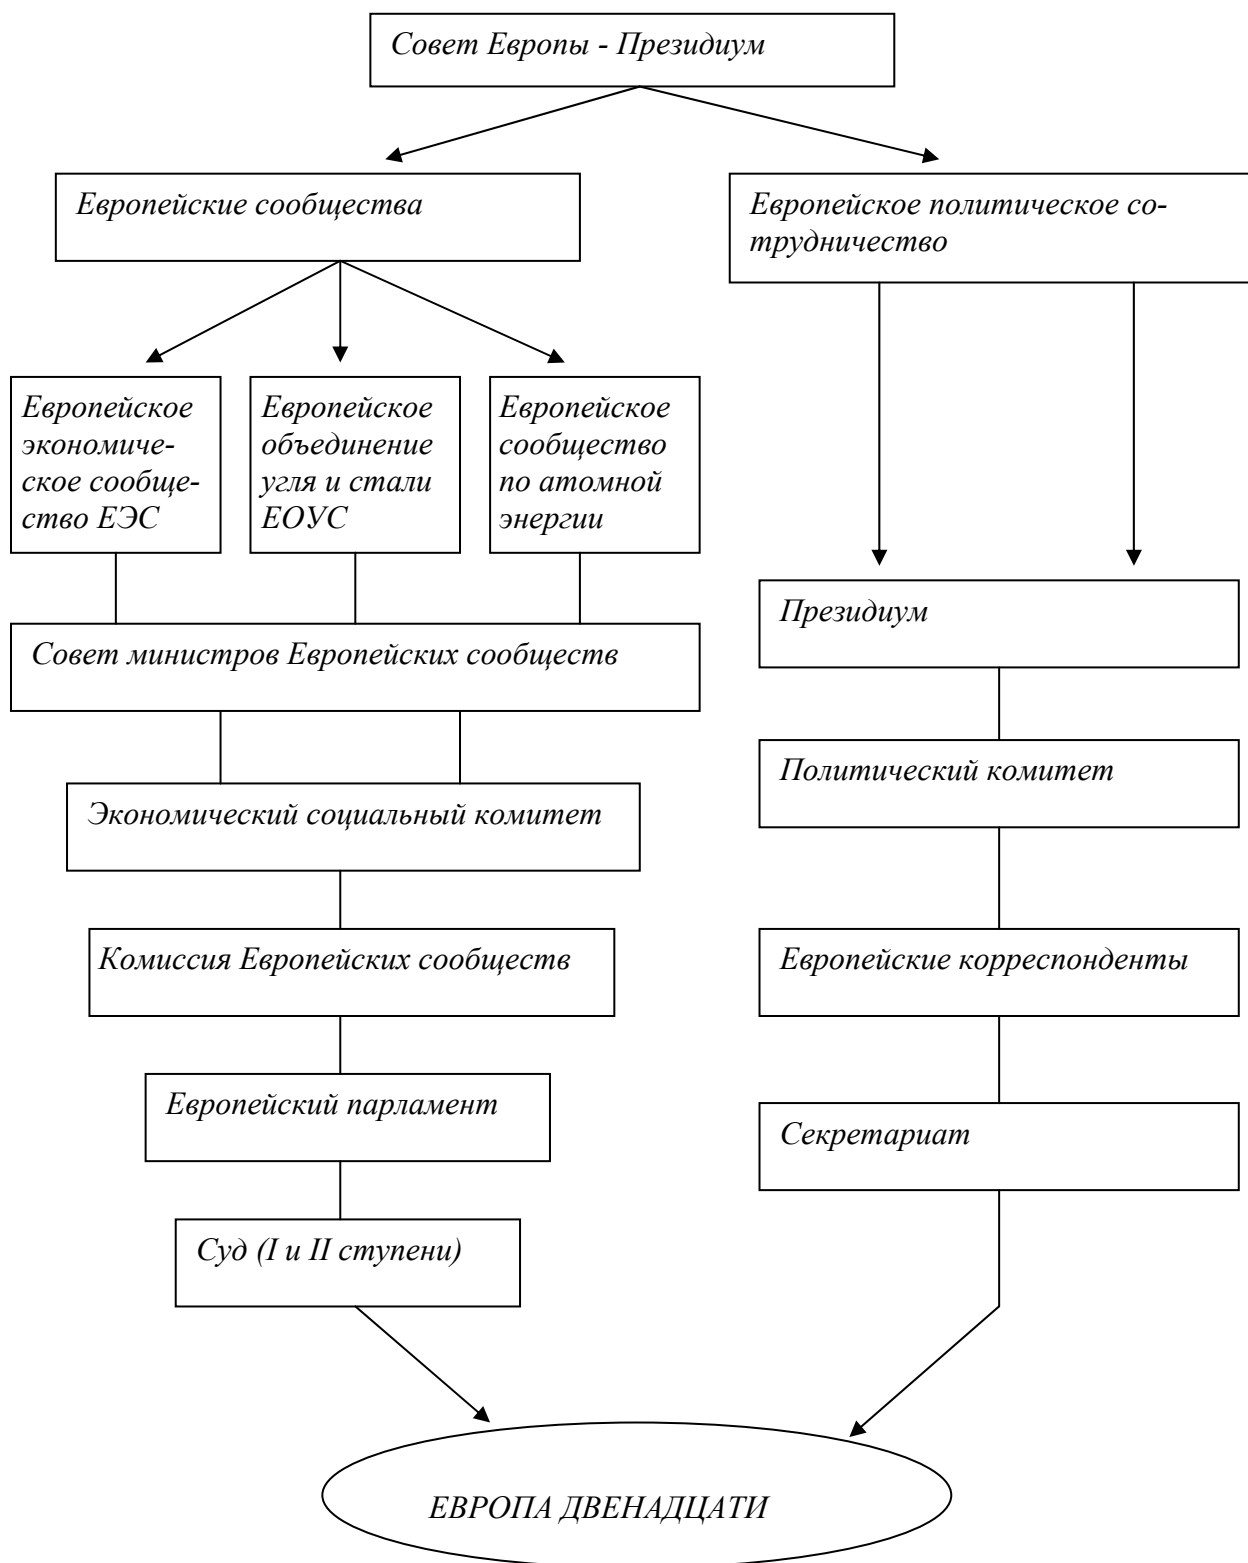 Совет Европы - Президиум
Европейские сообщества
Европейское политическое со-
трудничество
Европейское
экономиче-
ское сообще-
ство ЕЭС
Европейское
объединение
угля и стали
ЕОУС
Европейское
сообщество
по атомной
энергии
Президиум
Совет министров Европейских сообществ
Политический комитет
Экономический социальный комитет
Комиссия Европейских сообществ
Европейские корреспонденты
Европейский парламент
Секретариат
Суд (I и II ступени)
ЕВРОПА ДВЕНАДЦАТИ